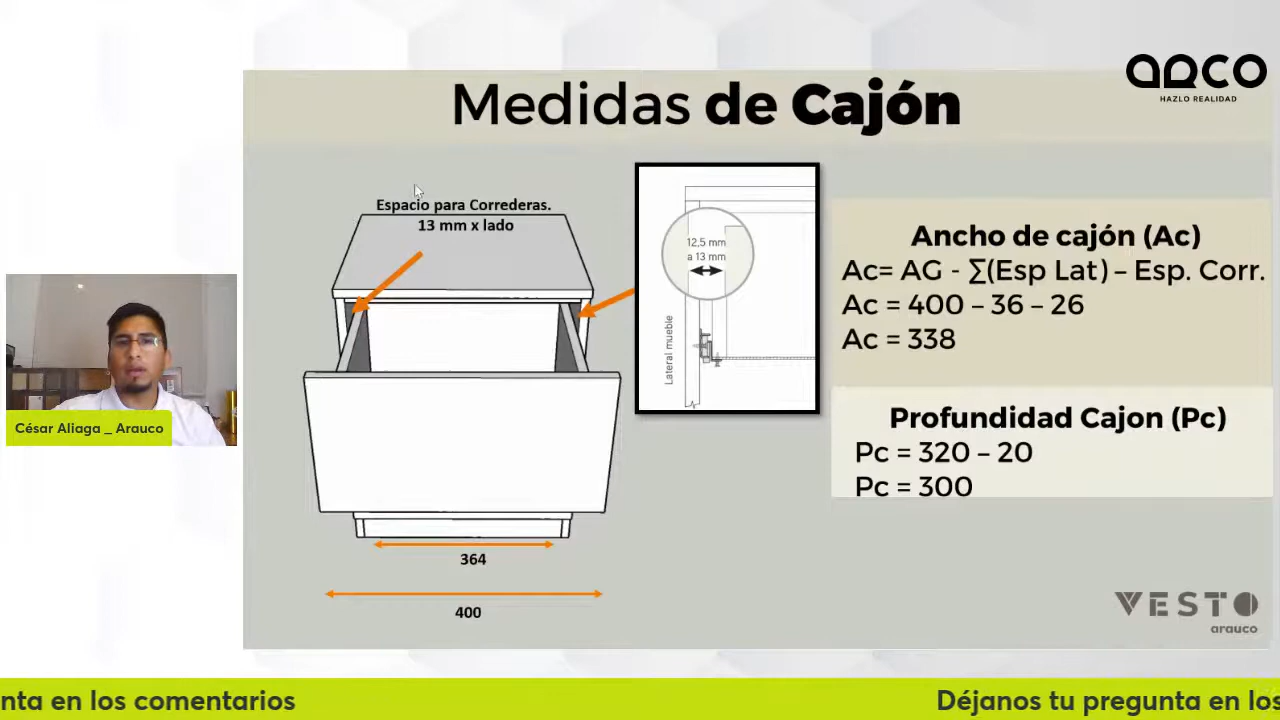 ARCO
HAZLO REALIDAD
Medidas de Cajón
Espacio para Correderas.
13 mm x lado
12,5 mm
a 13 mm
Lateral mueble
364
400
Ancho de cajón (Ac)
Ac= AG - ∑(Esp Lat) – Esp. Corr.
Ac = 400 – 36 – 26
Ac = 338
Profundidad Cajon (Pc)
Pc = 320 – 20
Pc = 300
César Aliaga _ Arauco
VESTO
arauco
nta en los comentarios
Déjanos tu pregunta en los